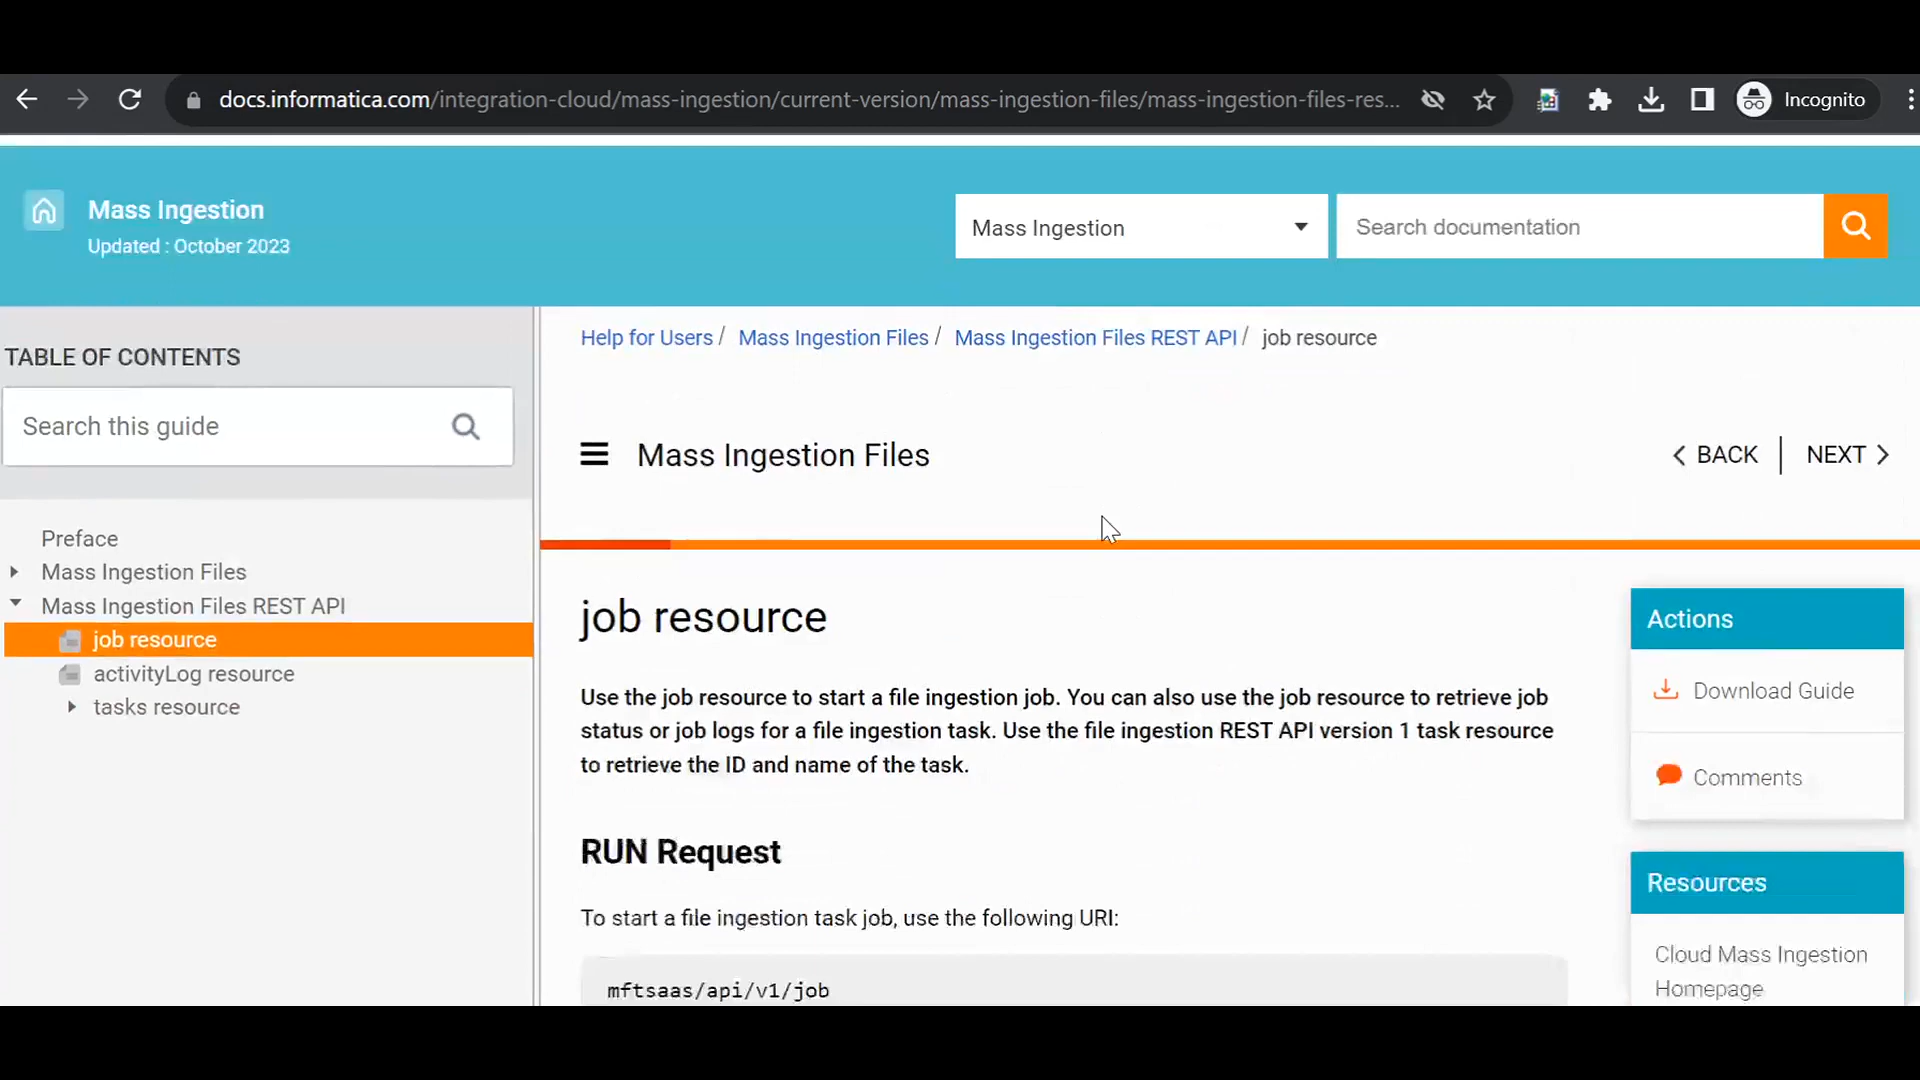 docs.informatica.com/integration-cloud/mass-ingestion/current-version/mass-ingestion-files/mass-ingestion-files-res...
Incognito
Mass Ingestion
Updated : October 2023
Mass Ingestion
Search documentation
TABLE OF CONTENTS
Search this guide
Preface
Mass Ingestion Files
Mass Ingestion Files REST API
job resource
activityLog resource
tasks resource
Help for Users / Mass Ingestion Files / Mass Ingestion Files REST API / job resource
Mass Ingestion Files
BACK | NEXT
job resource
Use the job resource to start a file ingestion job. You can also use the job resource to retrieve job
status or job logs for a file ingestion task. Use the file ingestion REST API version 1 task resource
to retrieve the ID and name of the task.
RUN Request
To start a file ingestion task job, use the following URI:
mftsaas/api/v1/job
Actions
Download Guide
Comments
Resources
Cloud Mass Ingestion
Homepage